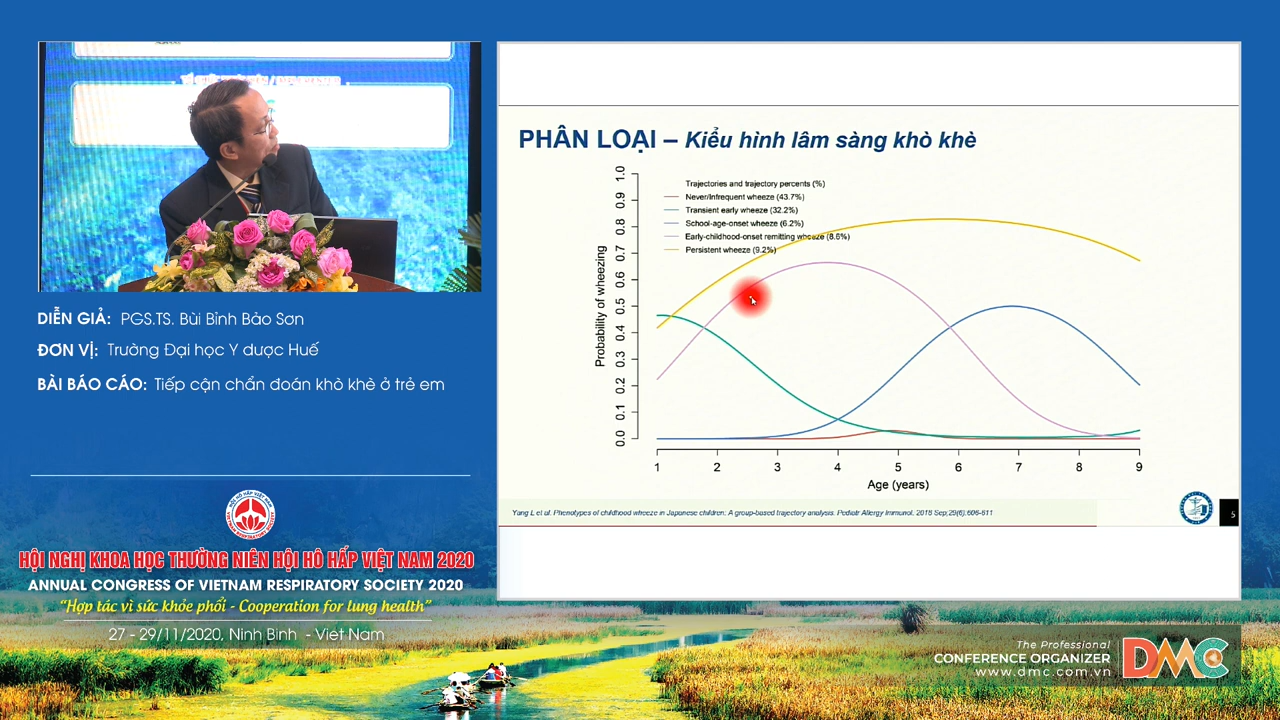 DIỄN GIẢ: PGS.TS. Bùi Bỉnh Bảo Sơn
ĐƠN VỊ: Trường Đại học Y dược Huế
BÀI BÁO CÁO: Tiếp cận chẩn đoán khò khè ở trẻ em
HỘI NGHỊ KHOA HỌC THƯỜNG NIÊN HỘI HÔ HẤP VIỆT NAM 2020
ANNUAL CONGRESS OF VIETNAM RESPIRATORY SOCIETY 2020
“Hợp tác vì sức khỏe phổi - Cooperation for lung health”
27 - 29/11/2020, Ninh Bình - Việt Nam
PHÂN LOẠI – Kiểu hình lâm sàng khò khè
Trajectories and trajectory percents (%)
Never/Infrequent wheeze (43.7%)
Transient early wheeze (32.2%)
School-age-onset wheeze (6.2%)
Early-childhood-onset remitting wheeze (8.6%)
Persistent wheeze (9.2%)
Probability of wheezing
1.0
0.9
0.8
0.7
0.6
0.5
0.4
0.3
0.2
0.1
0.0
1 2 3 4 5 6 7 8 9
Age (years)
Yang L et al. Phenotypes of childhood wheeze in Japanese children: A group-based trajectory analysis. Pediatr Allergy Immunol. 2018 Sep;29(6):606-611
5
The Professional
CONFERENCE ORGANIZER
www.dmc.com.vn
DMC